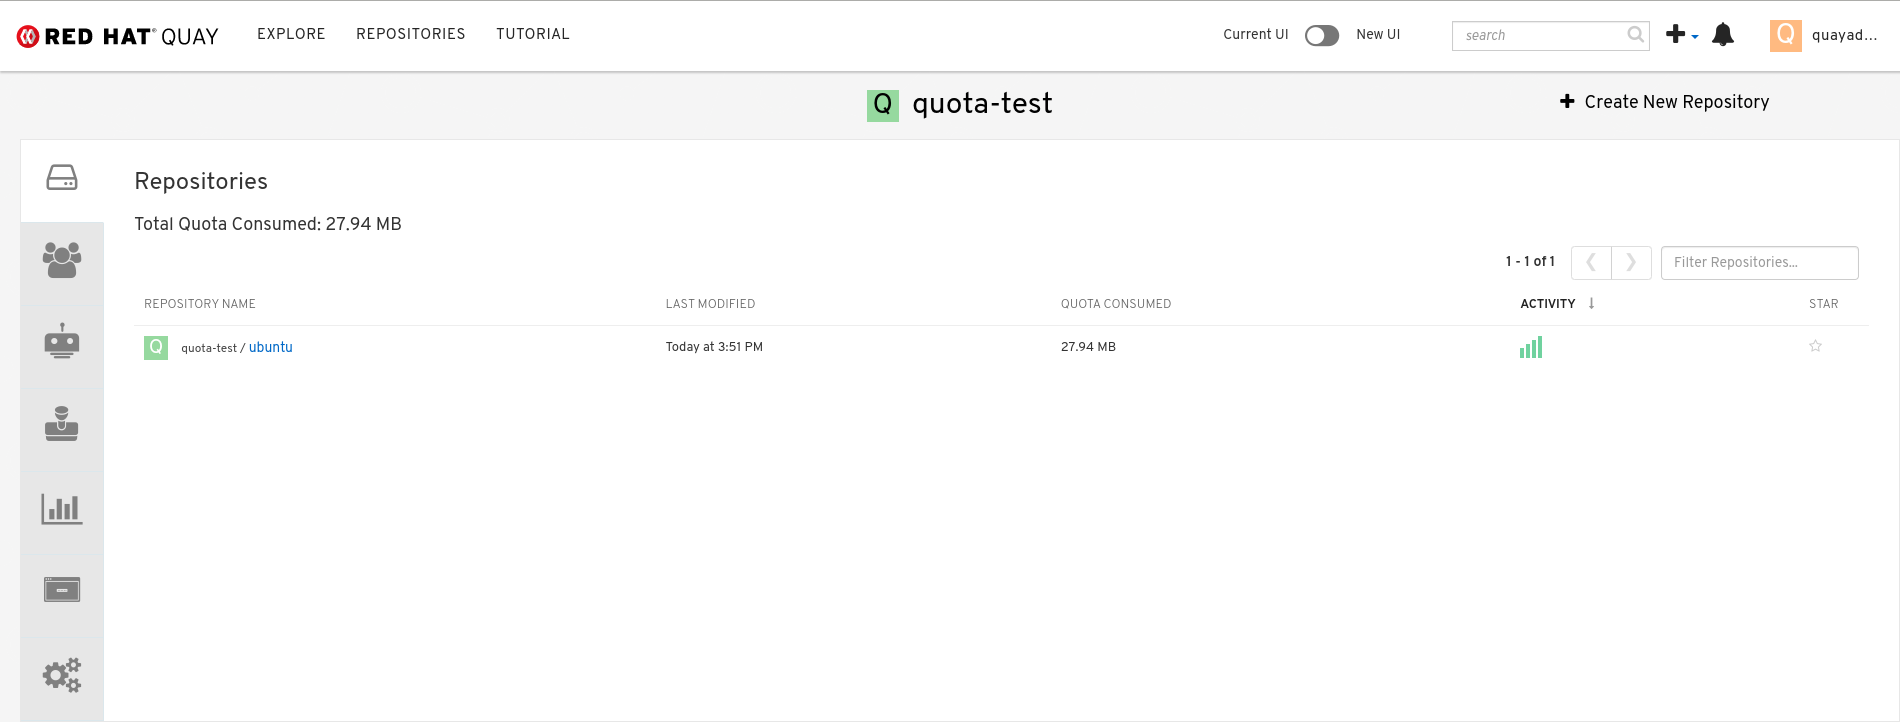 RED HAT® QUAY EXPLORE REPOSITORIES TUTORIAL Current UI New UI search quayad...
Q
Q quota-test Create New Repository
Repositories
Total Quota Consumed: 27.94 MB
1 - 1 of 1 Filter Repositories...
REPOSITORY NAME LAST MODIFIED QUOTA CONSUMED ACTIVITY STAR
Q quota-test / ubuntu Today at 3:51 PM 27.94 MB